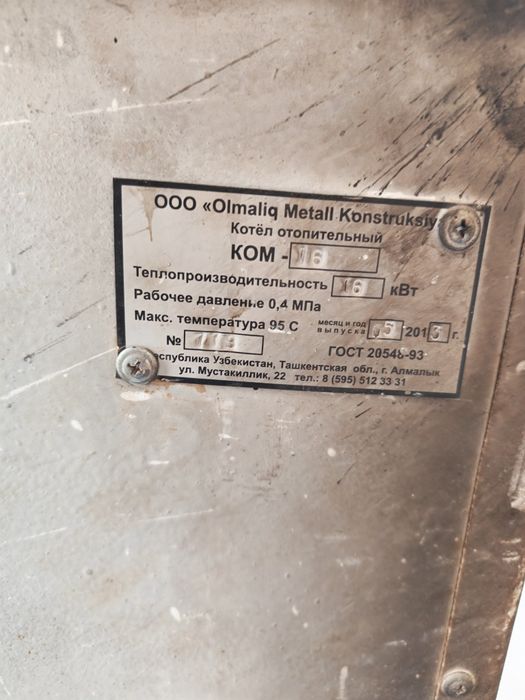 ООО «Olmaliq Metall Konstruksiy
Котёл отопительный
КОМ - 16
Теплопроизводительность 16 кВт
Рабочее давление 0,4 МПа
Макс. температура 95 С месяц и год выпуска 05 201 г.
№ ГОСТ 20548-93
Республика Узбекистан, Ташкентская обл., г. Алмалык
ул. Мустакиллик, 22 тел.: 8 (595) 512 33 31